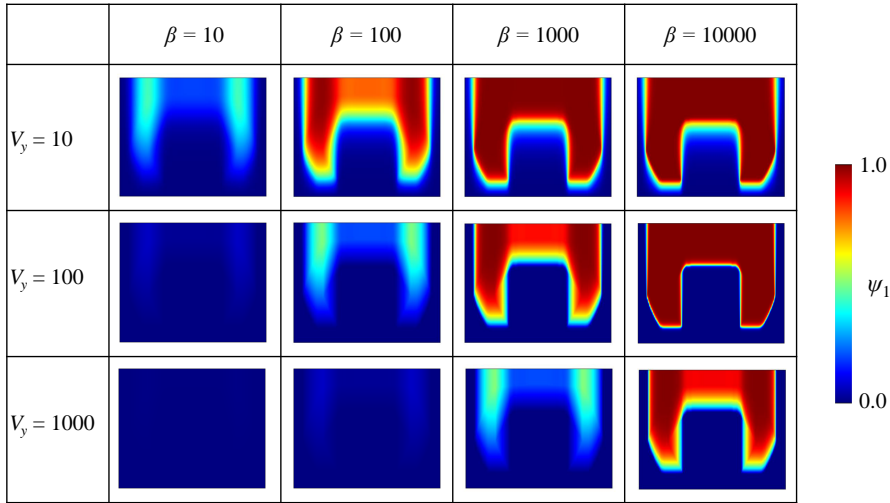 β = 10
β = 100
β = 1000
β = 10000
V_y = 10
V_y = 100
V_y = 1000
1.0
ψ_1
0.0